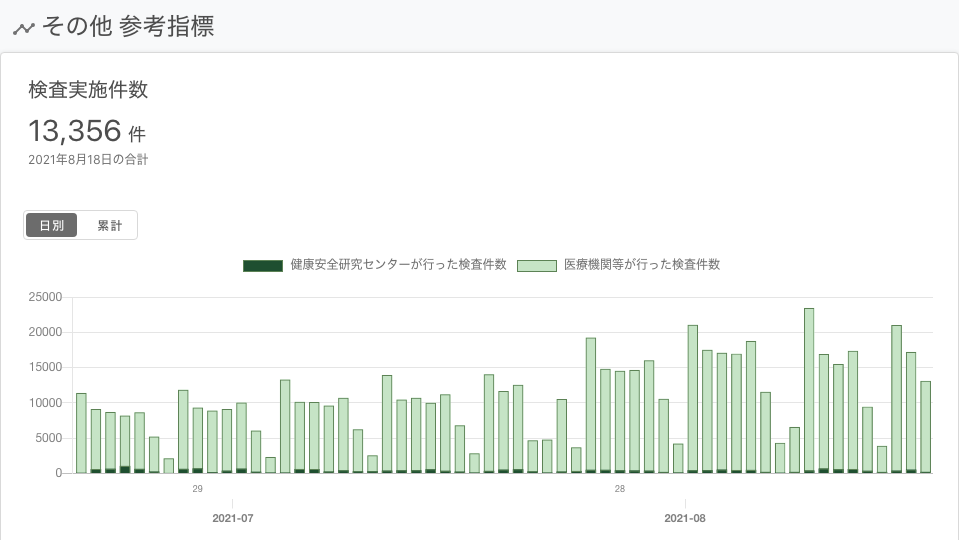 その他 参考指標
検査実施件数
13,356 件
2021年8月18日の合計
日別 累計
健康安全研究センターが行った検査件数 医療機関等が行った検査件数
25000
20000
15000
10000
5000
0
29 28
2021-07 2021-08